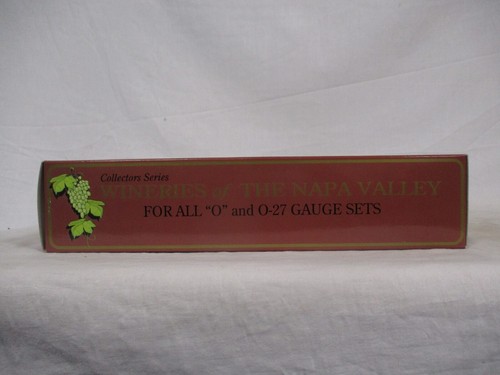 Collectors Series
WINERIES of THE NAPA VALLEY
FOR ALL "O" and O-27 GAUGE SETS